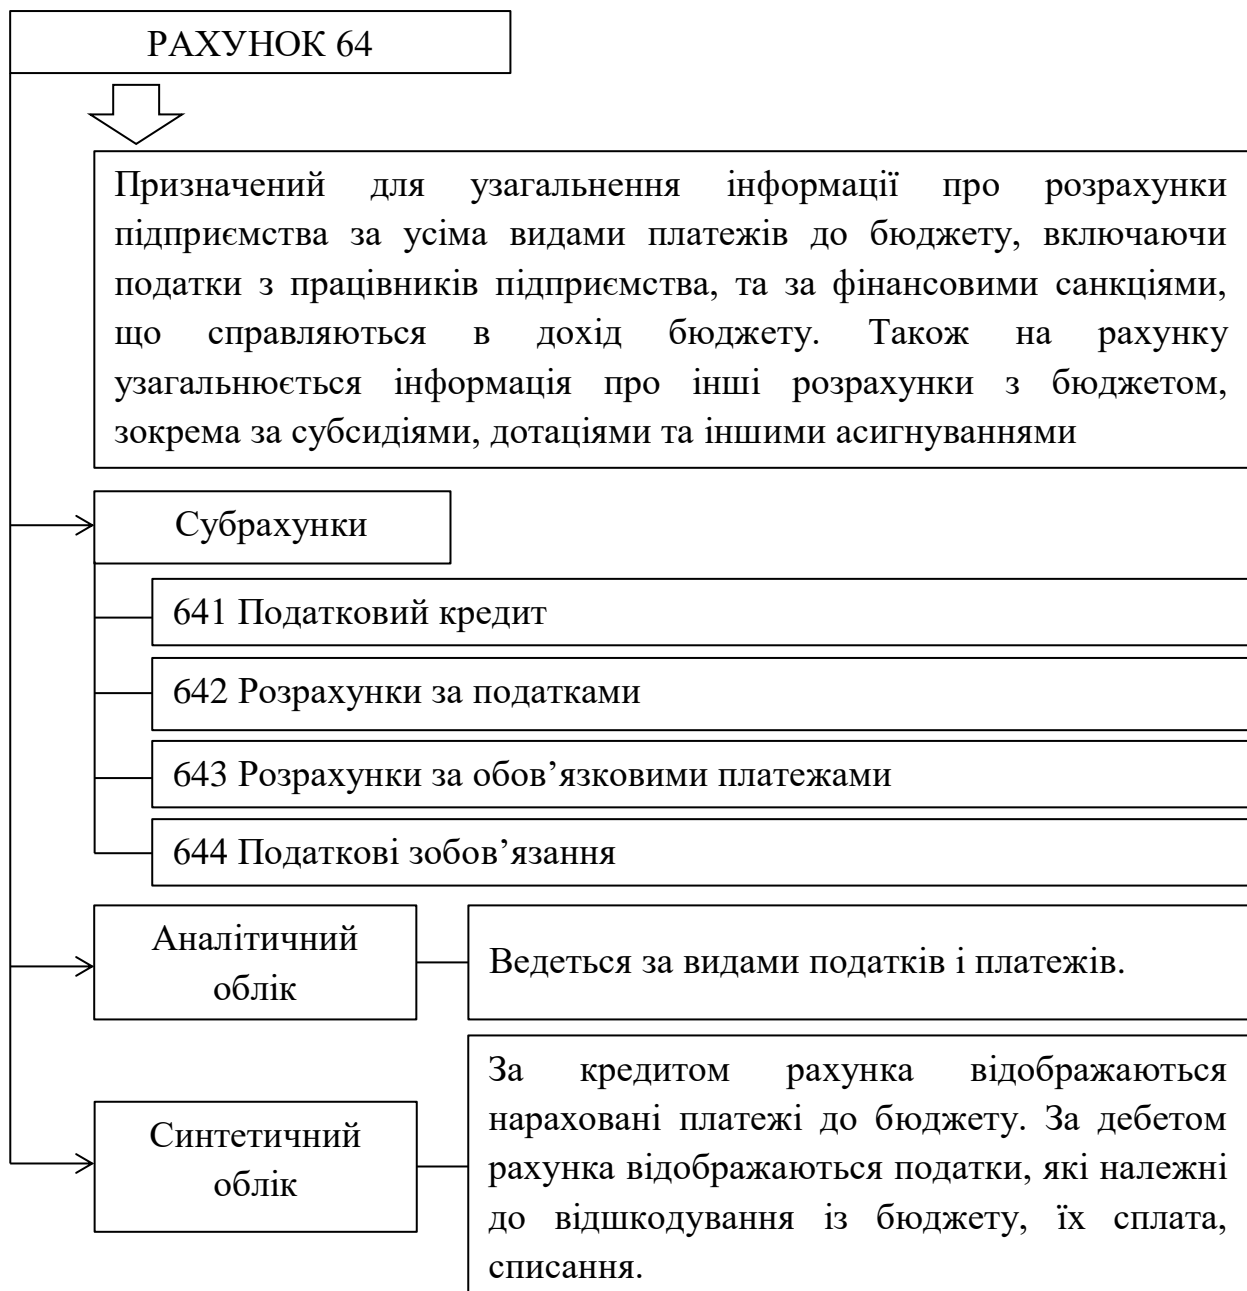 РАХУНОК 64
Призначений для узагальнення інформації про розрахунки
підприємства за усіма видами платежів до бюджету, включаючи
податки з працівників підприємства, та за фінансовими санкціями,
що справляються в дохід бюджету. Також на рахунку
узагальнюється інформація про інші розрахунки з бюджетом,
зокрема за субсидіями, дотаціями та іншими асигнуваннями
Субрахунки
641 Податковий кредит
642 Розрахунки за податками
643 Розрахунки за обов’язковими платежами
644 Податкові зобов’язання
Аналітичний
облік
Ведеться за видами податків і платежів.
Синтетичний
облік
За кредитом рахунка відображаються
нараховані платежі до бюджету. За дебетом
рахунка відображаються податки, які належні
до відшкодування із бюджету, їх сплата,
списання.